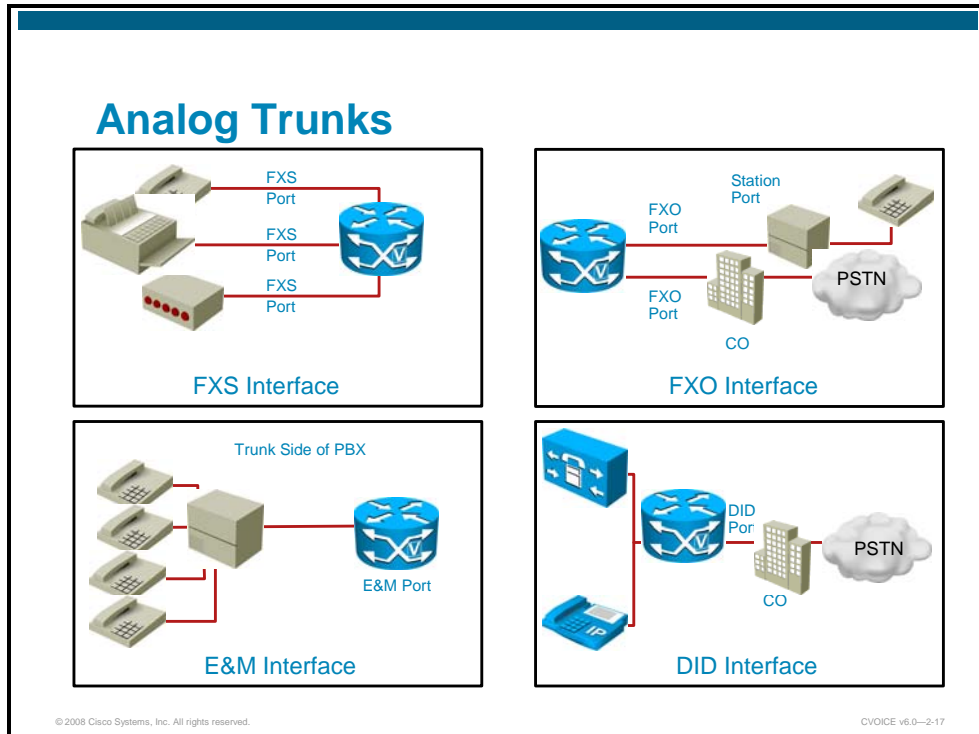 Analog Trunks
FXS
Port
FXS
Port
FXS
Port
V
FXS Interface
Station
Port
FXO
Port
V
PSTN
FXO
Port
CO
FXO Interface
Trunk Side of PBX
V
E&M Port
E&M Interface
DID
Port
V
PSTN
CO
IP
DID Interface
© 2008 Cisco Systems, Inc. All rights reserved.
CVOICE v6.0—2-17